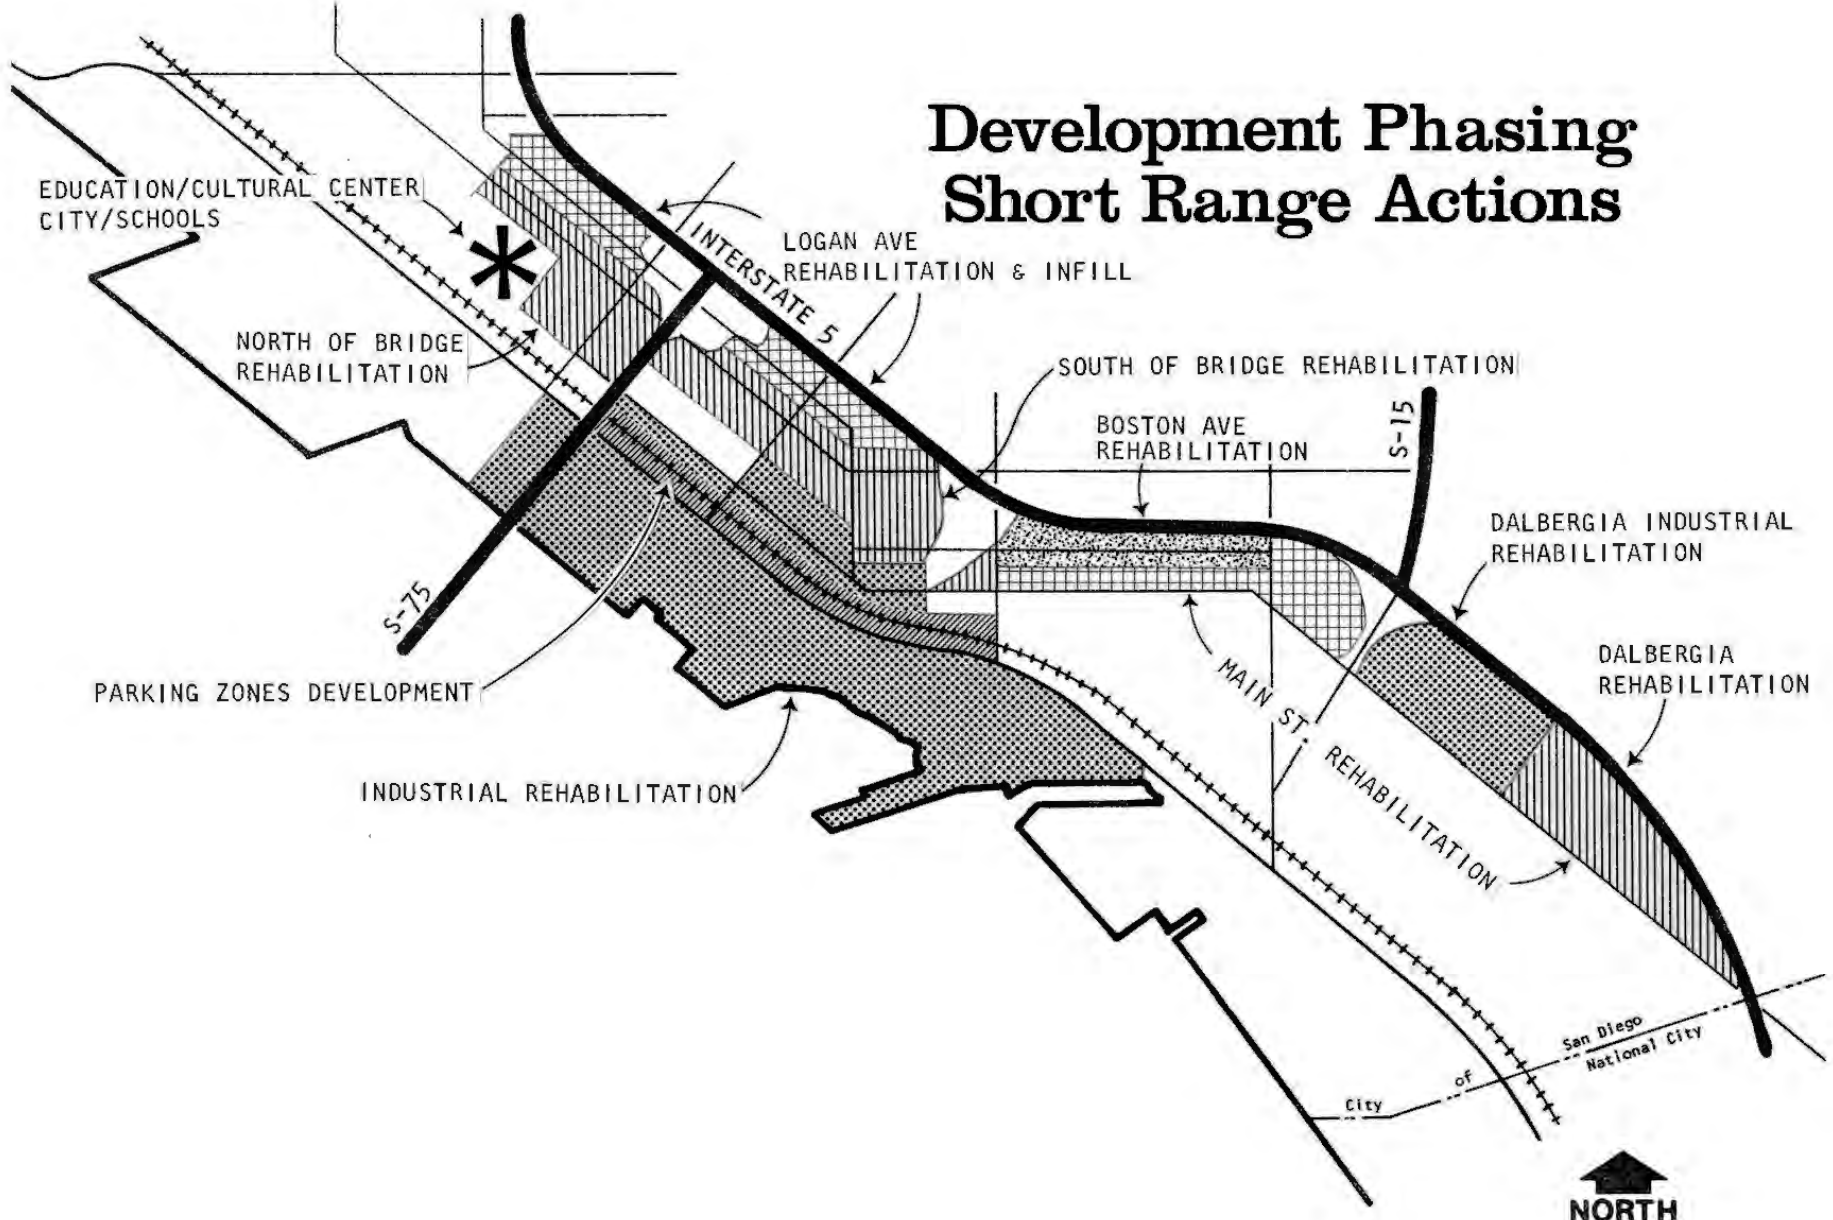 Development Phasing
Short Range Actions
EDUCATION/CULTURAL CENTER
CITY/SCHOOLS
INTERSTATE 5
LOGAN AVE
REHABILITATION & INFILL
NORTH OF BRIDGE
REHABILITATION
SOUTH OF BRIDGE REHABILITATION
BOSTON AVE
REHABILITATION
S-15
DALBERGIA INDUSTRIAL
REHABILITATION
S-75
DALBERGIA
REHABILITATION
PARKING ZONES DEVELOPMENT
MAIN ST. REHABILITATION
INDUSTRIAL REHABILITATION
City of San Diego
National City
NORTH